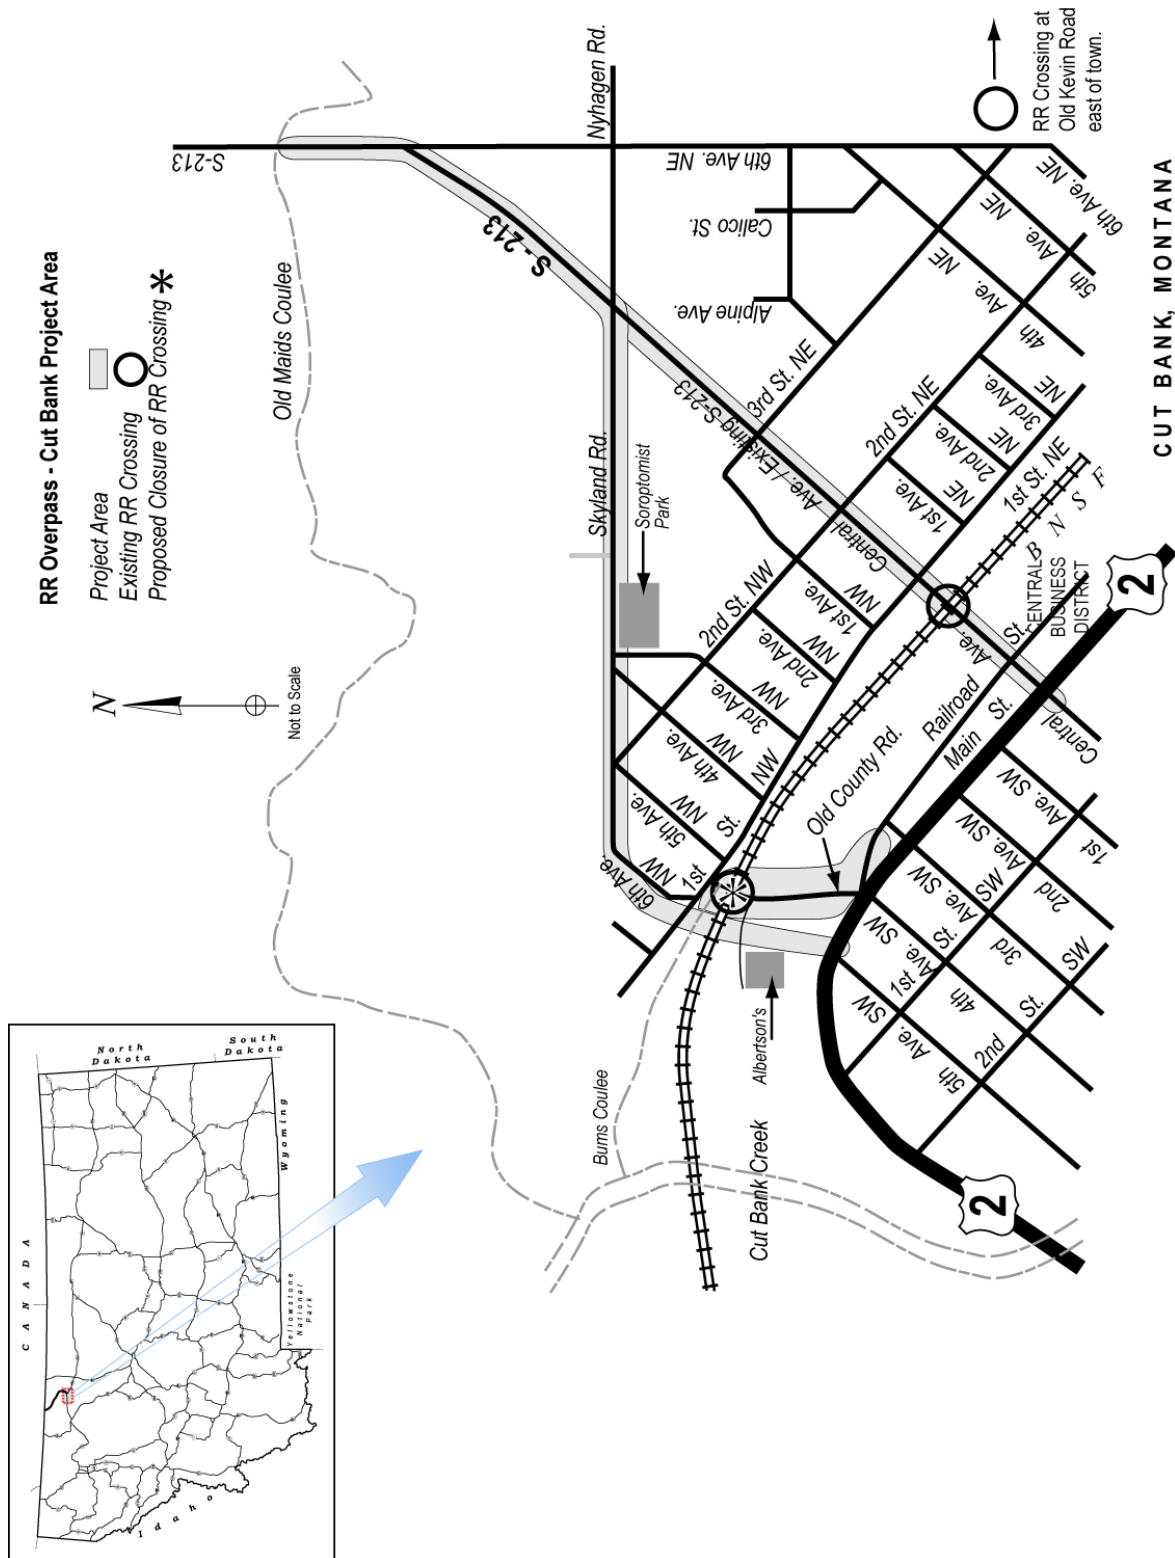 RR Overpass - Cut Bank Project Area
Project Area
Existing RR Crossing
Proposed Closure of RR Crossing *
N
Not to Scale
CANADA
North
Dakota
South
Dakota
Wyoming
Yellowstone
National
Park
Idaho
Old Maids Coulee
S-213
S-213
Nyhagen Rd.
Skyland Rd.
Soroptomist
Park
6th Ave. NE
Calico St.
Alpine Ave.
3rd St. NE
2nd St. NE
1st St. NE
2nd St. NW
1st St. NW
Central Ave. / Existing S-213
6th Ave. NW
5th Ave. NW
4th Ave. NW
3rd Ave. NW
2nd Ave. NW
1st Ave. NW
1st Ave. NE
2nd Ave. NE
3rd Ave. NE
4th Ave. NE
5th Ave. NE
6th Ave. NE
RR Crossing at
Old Kevin Road
east of town.
BNSF
CENTRAL
BUSINESS
DISTRICT
Railroad St.
Main St.
Central Ave.
Old County Rd.
Burns Coulee
Albertson's
Cut Bank Creek
1st Ave. SW
2nd Ave. SW
3rd Ave. SW
4th Ave. SW
5th Ave. SW
1st St. SW
2nd St. SW
2
2
CUT BANK, MONTANA